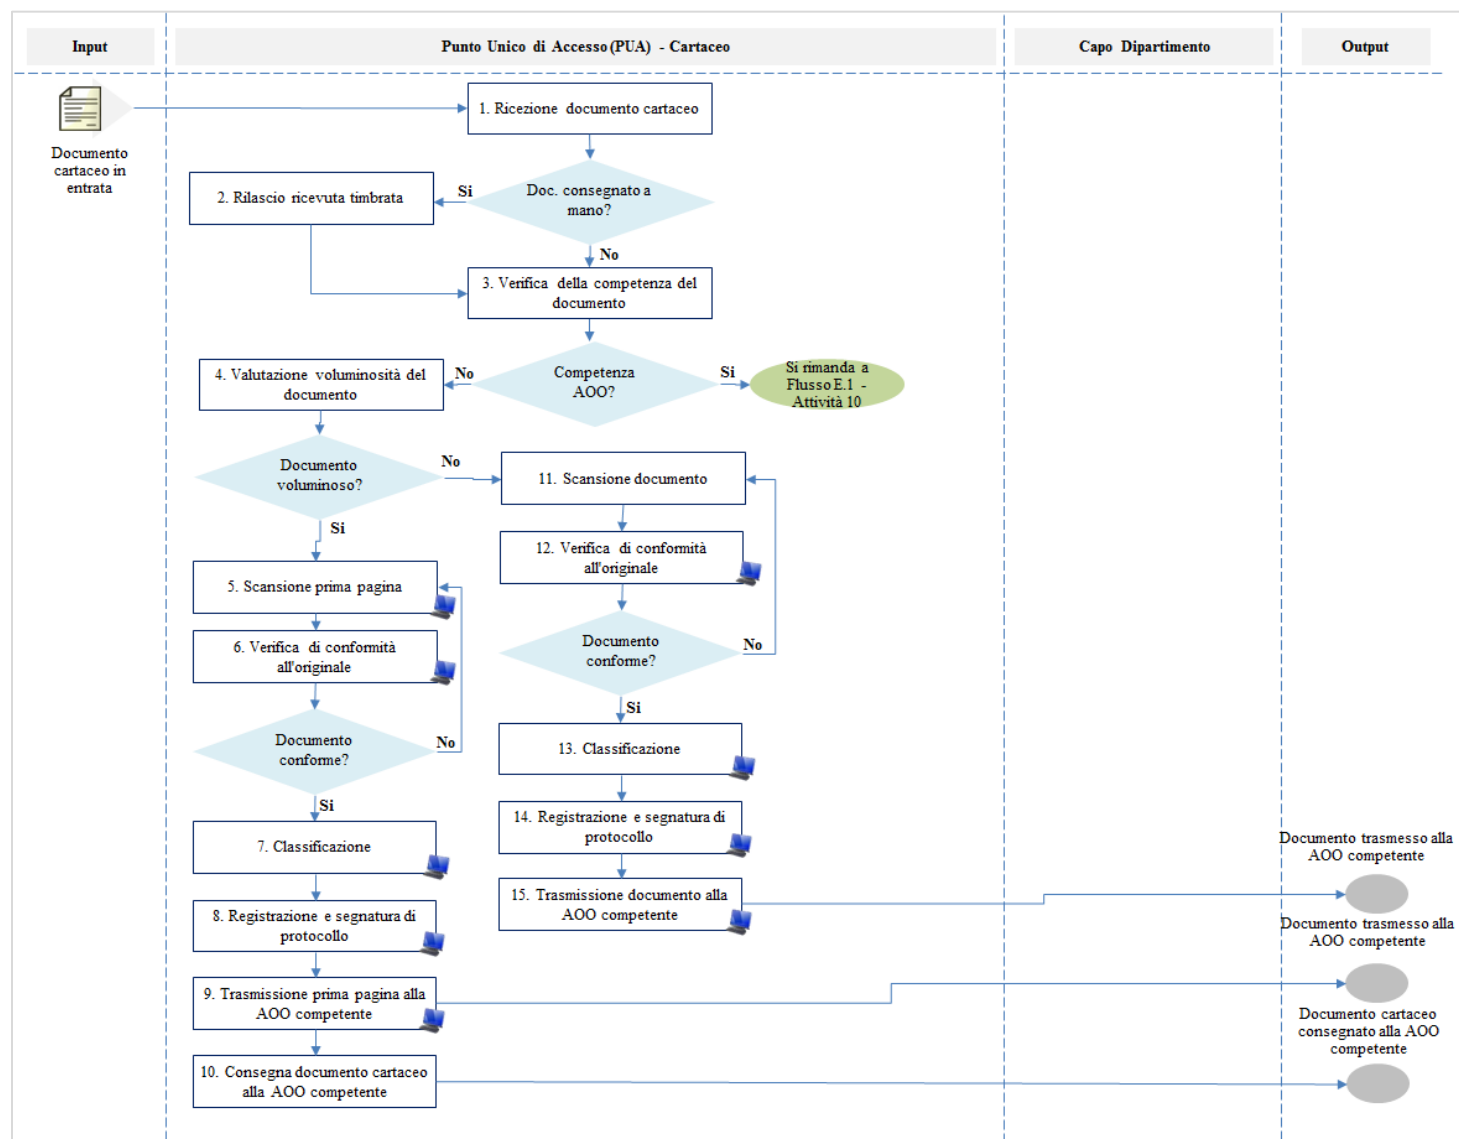 Input
Punto Unico di Accesso (PUA) - Cartaceo
Capo Dipartimento
Output
Documento
cartaceo in
entrata
1. Ricezione documento cartaceo
Doc. consegnato a
mano?
Si
2. Rilascio ricevuta timbrata
No
3. Verifica della competenza del
documento
Competenza
AOO?
No
Si
Si rimanda a
Flusso E.1 -
Attività 10
4. Valutazione voluminosità del
documento
Documento
voluminoso?
No
Si
11. Scansione documento
12. Verifica di conformità
all'originale
Documento
conforme?
No
Si
13. Classificazione
14. Registrazione e segnatura di
protocollo
15. Trasmissione documento alla
AOO competente
5. Scansione prima pagina
6. Verifica di conformità
all'originale
Documento
conforme?
No
Si
7. Classificazione
8. Registrazione e segnatura di
protocollo
9. Trasmissione prima pagina alla
AOO competente
10. Consegna documento cartaceo
alla AOO competente
Documento trasmesso alla
AOO competente
Documento trasmesso alla
AOO competente
Documento cartaceo
consegnato alla AOO
competente